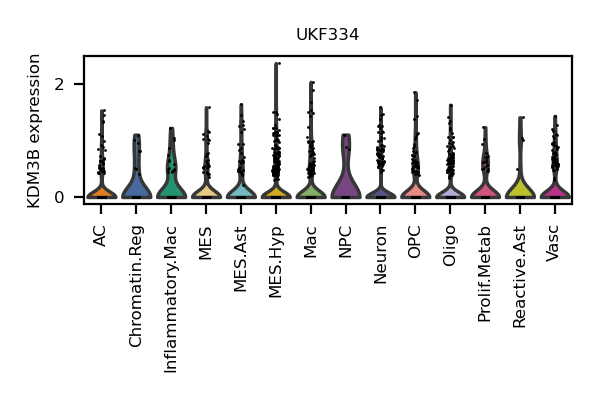 UKF334
KDM3B expression
2
0
AC
Chromatin.Reg
Inflammatory.Mac
MES
MES.Ast
MES.Hyp
Mac
NPC
Neuron
OPC
Oligo
Prolif.Metab
Reactive.Ast
Vasc